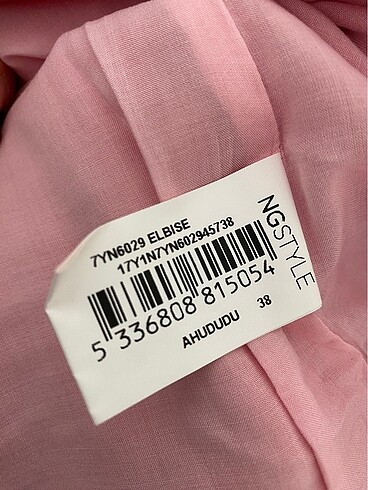 7YN6029 ELBISE
17Y1N7YN602945738
5 336808 815054
AHUDUDU 38
NGSTYLE